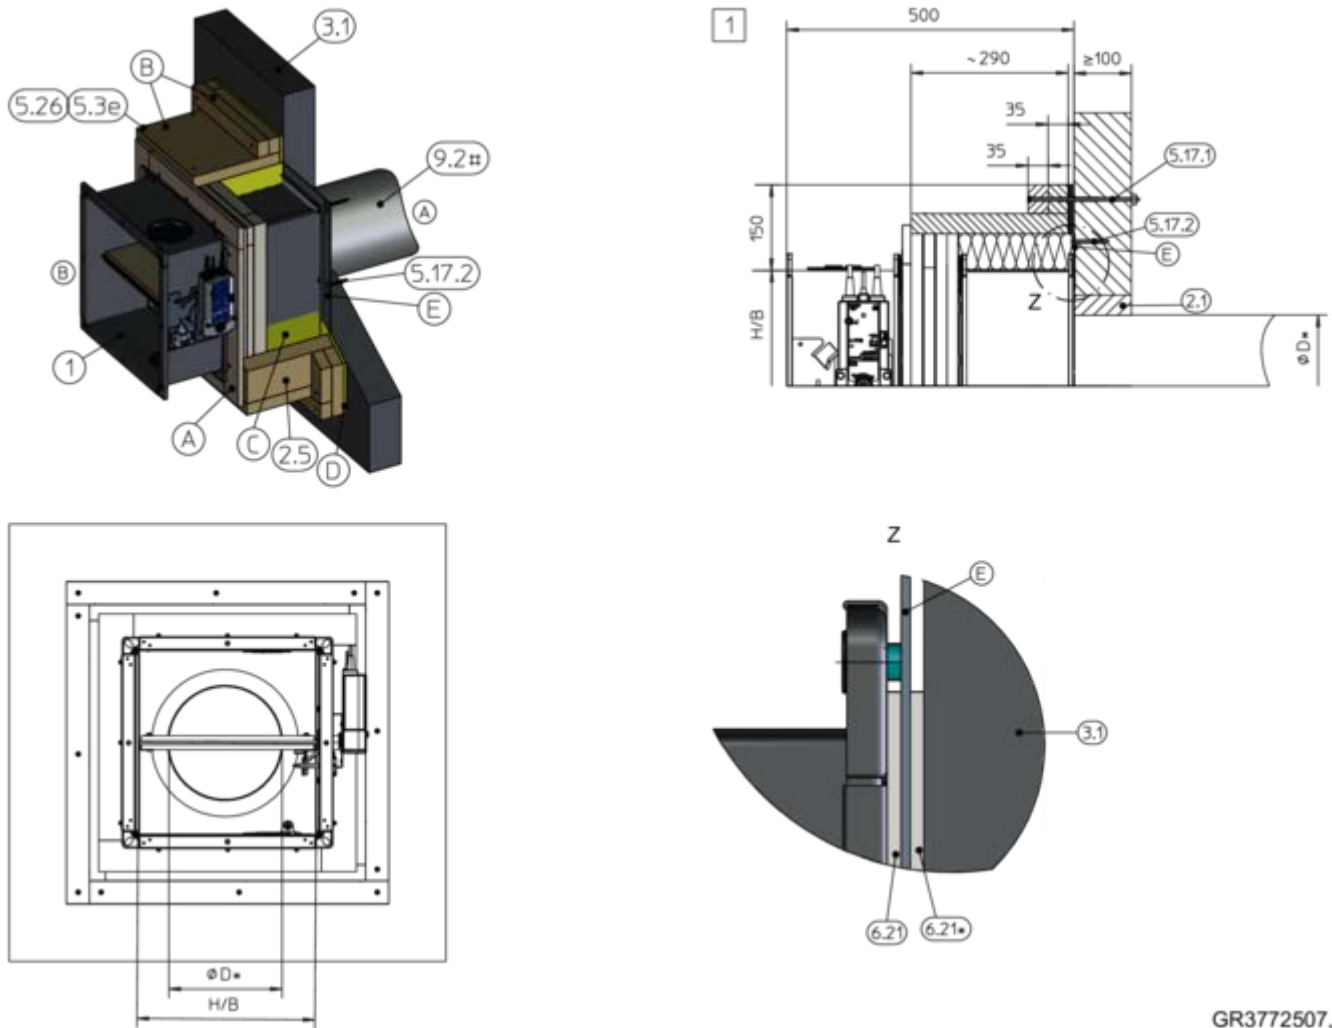 3.1
B
5.26 5.3e
9.2⌗
A
B
5.17.2
E
1
A
C
2.5
D
1
500
~290
≥100
35
35
5.17.1
150
5.17.2
E
Z
2.1
H/B
ØD*
ØD*
H/B
Z
E
3.1
6.21
6.21*
GR3772507.